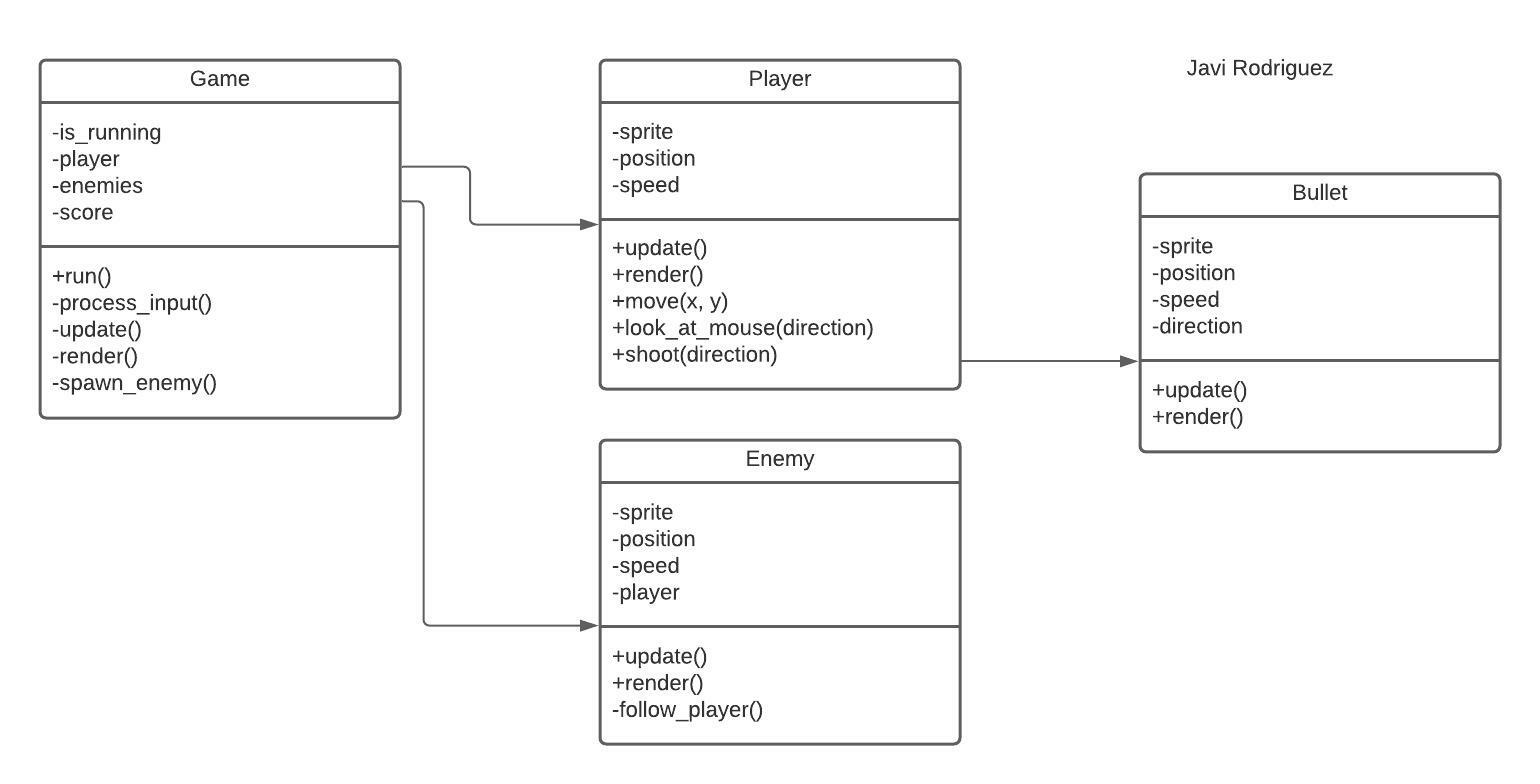 Game
-is_running
-player
-enemies
-score
+run()
-process_input()
-update()
-render()
-spawn_enemy()
Player
-sprite
-position
-speed
+update()
+render()
+move(x, y)
+look_at_mouse(direction)
+shoot(direction)
Enemy
-sprite
-position
-speed
-player
+update()
+render()
-follow_player()
Javi Rodriguez
Bullet
-sprite
-position
-speed
-direction
+update()
+render()